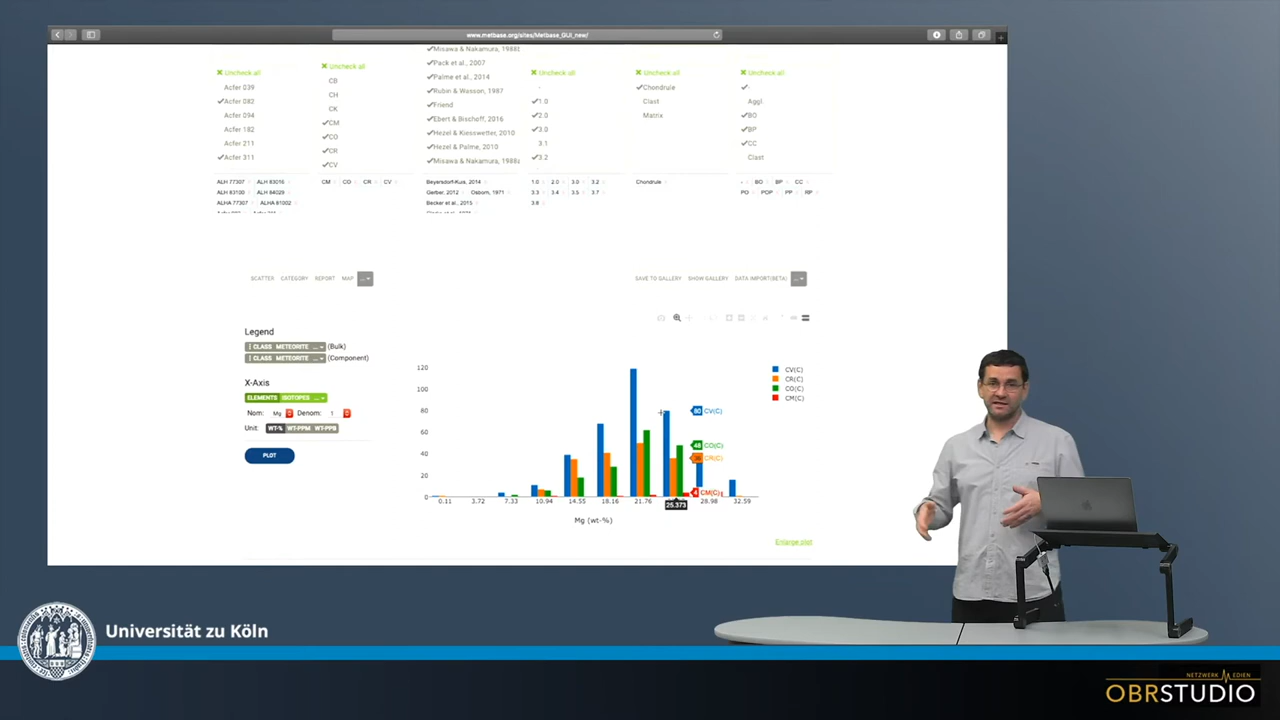 www.metbase.org/sites/Metbase_GUI_new/
Uncheck all
Acfer 039
Acfer 082
Acfer 094
Acfer 182
Acfer 211
Acfer 311
ALH 77307 ALH 83016
ALH 83100 ALH 84029
ALHA 77307 ALHA 81002
Uncheck all
CB
CH
CK
CM
CO
CR
CV
CM CO CR CV
Misawa & Nakamura, 1988
Pack et al., 2007
Palme et al., 2014
Rubin & Wasson, 1987
Friend
Ebert & Bischoff, 2016
Hezel & Kiesswetter, 2010
Hezel & Palme, 2010
Misawa & Nakamura, 1988
Beyersdorf-Kuis, 2014
Gerber, 2012 Osborn, 1971
Becker et al., 2015
Uncheck all
-
1.0
2.0
3.0
3.1
3.2
1.0 2.0 3.0 3.2
3.3 3.4 3.5 3.7
3.8
Uncheck all
Chondrule
Clast
Matrix
Chondrule
Uncheck all
-
Aggl.
BO
BP
CC
Clast
- BO BP CC
PO POP PP RP
SCATTER CATEGORY REPORT MAP ...
SAVE TO GALLERY SHOW GALLERY DATA IMPORT(BETA) ...
Legend
[ CLASS METEORITE ... (Bulk)
[ CLASS METEORITE ... (Component)
X-Axis
ELEMENTS ISOTOPES ...
Nom: Mg Denom: 1
Unit: WT-% WT-PPM WT-PPB
PLOT
120
100
80
60
40
20
0
0.11 3.72 7.33 10.94 14.55 18.16 21.76 25.373 28.98 32.59
Mg (wt-%)
80 CV(C)
48 CO(C)
36 CR(C)
4 CM(C)
CV(C)
CR(C)
CO(C)
CM(C)
Enlarge plot
Universität zu Köln
NETZWERK MEDIEN
OBRSTUDIO